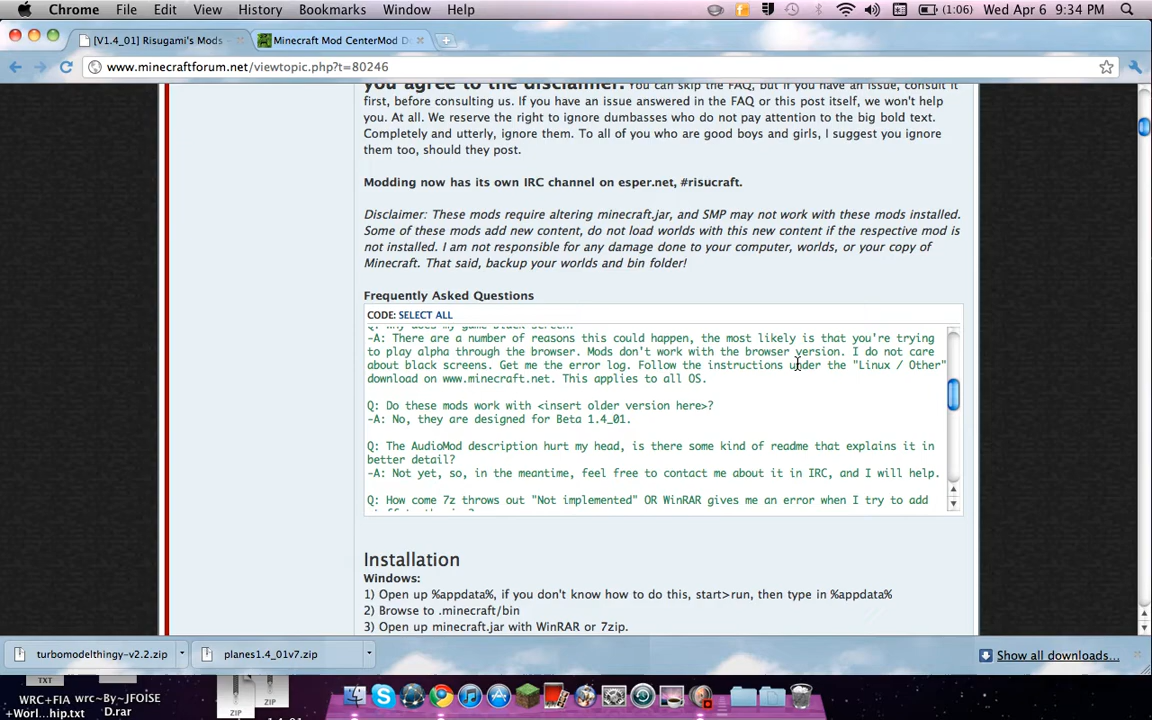 Chrome File Edit View History Bookmarks Window Help (1:06) Wed Apr 6 9:34 PM
[V1.4_01] Risugami's Mods Minecraft Mod CenterMod D
www.minecraftforum.net/viewtopic.php?t=80246
you agree to the disclaimer. You can skip the FAQ, but if you have an issue, consult it
first, before consulting us. If you have an issue answered in the FAQ or this post itself, we won't help
you. At all. We reserve the right to ignore dumbasses who do not pay attention to the big bold text.
Completely and utterly, ignore them. To all of you who are good boys and girls, I suggest you ignore
them too, should they post.
Modding now has its own IRC channel on esper.net, #risucraft.
Disclaimer: These mods require altering minecraft.jar, and SMP may not work with these mods installed.
Some of these mods add new content, do not load worlds with this new content if the respective mod is
not installed. I am not responsible for any damage done to your computer, worlds, or your copy of
Minecraft. That said, backup your worlds and bin folder!
Frequently Asked Questions
CODE: SELECT ALL
Q: Why does my game black screen?
-A: There are a number of reasons this could happen, the most likely is that you're trying
to play alpha through the browser. Mods don't work with the browser version. I do not care
about black screens. Get me the error log. Follow the instructions under the "Linux / Other"
download on www.minecraft.net. This applies to all OS.
Q: Do these mods work with <insert older version here>?
-A: No, they are designed for Beta 1.4_01.
Q: The AudioMod description hurt my head, is there some kind of readme that explains it in
better detail?
-A: Not yet, so, in the meantime, feel free to contact me about it in IRC, and I will help.
Q: How come 7z throws out "Not implemented" OR WinRAR gives me an error when I try to add
Installation
Windows:
1) Open up %appdata%, if you don't know how to do this, start>run, then type in %appdata%
2) Browse to .minecraft/bin
3) Open up minecraft.jar with WinRAR or 7zip.
turbomodelthingy-v2.2.zip planes1.4_01v7.zip Show all downloads...
TXT
WRC+FIA wrc~By~JFOISE
+Worl...hip.txt D.rar
ZIP ZIP